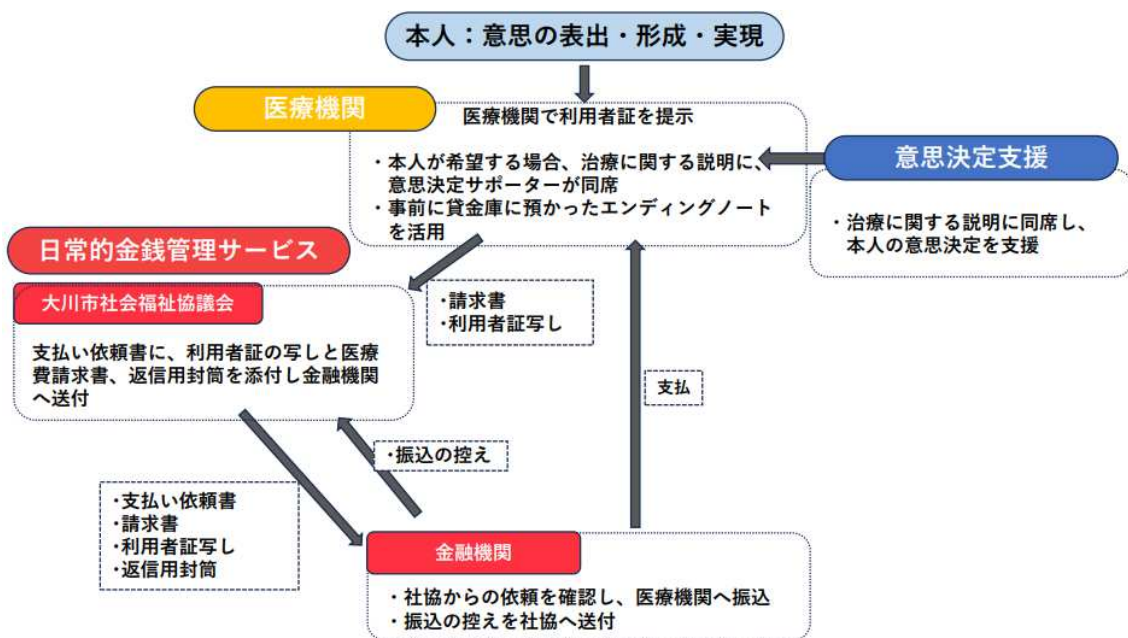 本人：意思の表出・形成・実現
医療機関
医療機関で利用者証を提示
・本人が希望する場合、治療に関する説明に、
意思決定サポーターが同席
・事前に貸金庫に預かったエンディングノート
を活用
意思決定支援
・治療に関する説明に同席し、
本人の意思決定を支援
日常的金銭管理サービス
大川市社会福祉協議会
支払い依頼書に、利用者証の写しと医療
費請求書、返信用封筒を添付し金融機関
へ送付
・請求書
・利用者証写し
支払
・振込の控え
・支払い依頼書
・請求書
・利用者証写し
・返信用封筒
金融機関
・社協からの依頼を確認し、医療機関へ振込
・振込の控えを社協へ送付